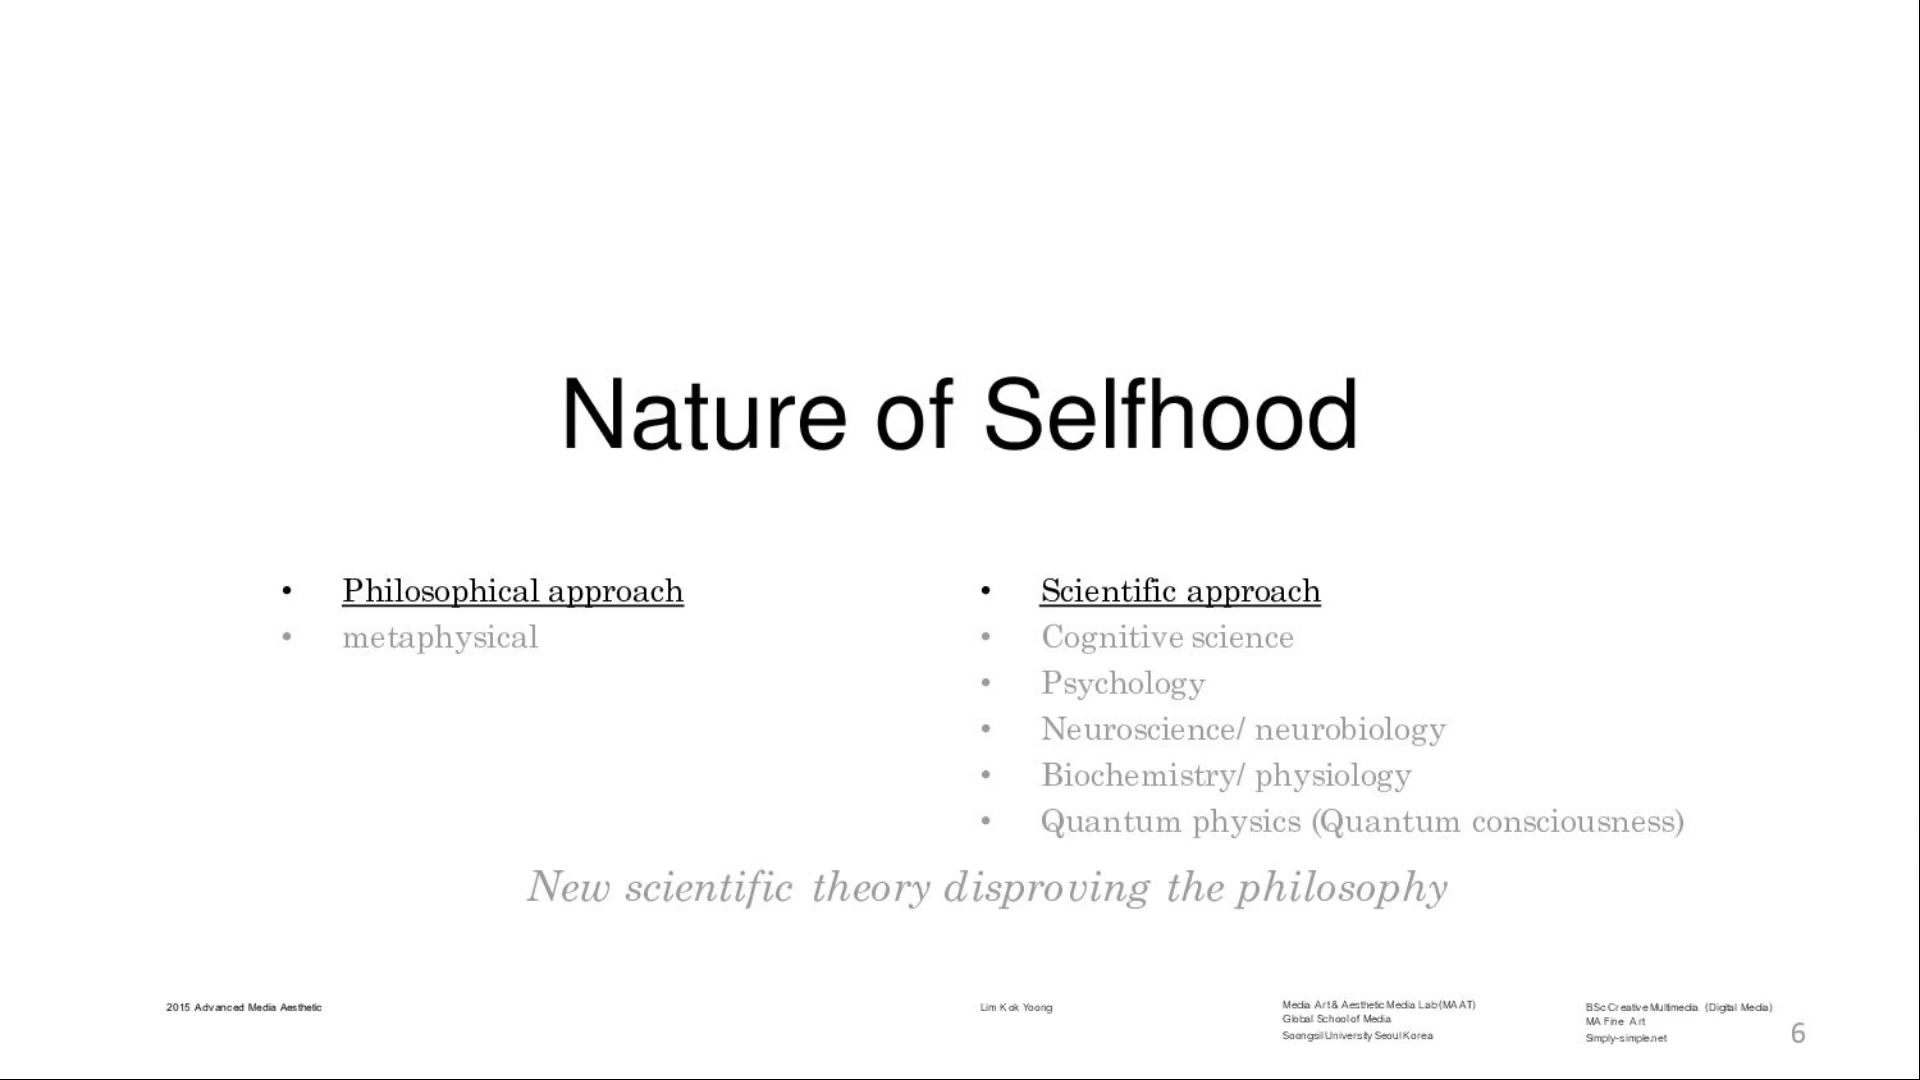 Nature of Selfhood
• Philosophical approach
• metaphysical
• Scientific approach
• Cognitive science
• Psychology
• Neuroscience/ neurobiology
• Biochemistry/ physiology
• Quantum physics (Quantum consciousness)
New scientific theory disproving the philosophy
2015 Advanced Media Aesthetic
Lim Kok Yoong
Media Art & Aesthetic Media Lab (MAAT)
Global School of Media
Soongsil University Seoul Korea
BSc Creative Multimedia (Digital Media)
MA Fine Art
Simply-simple.net
6